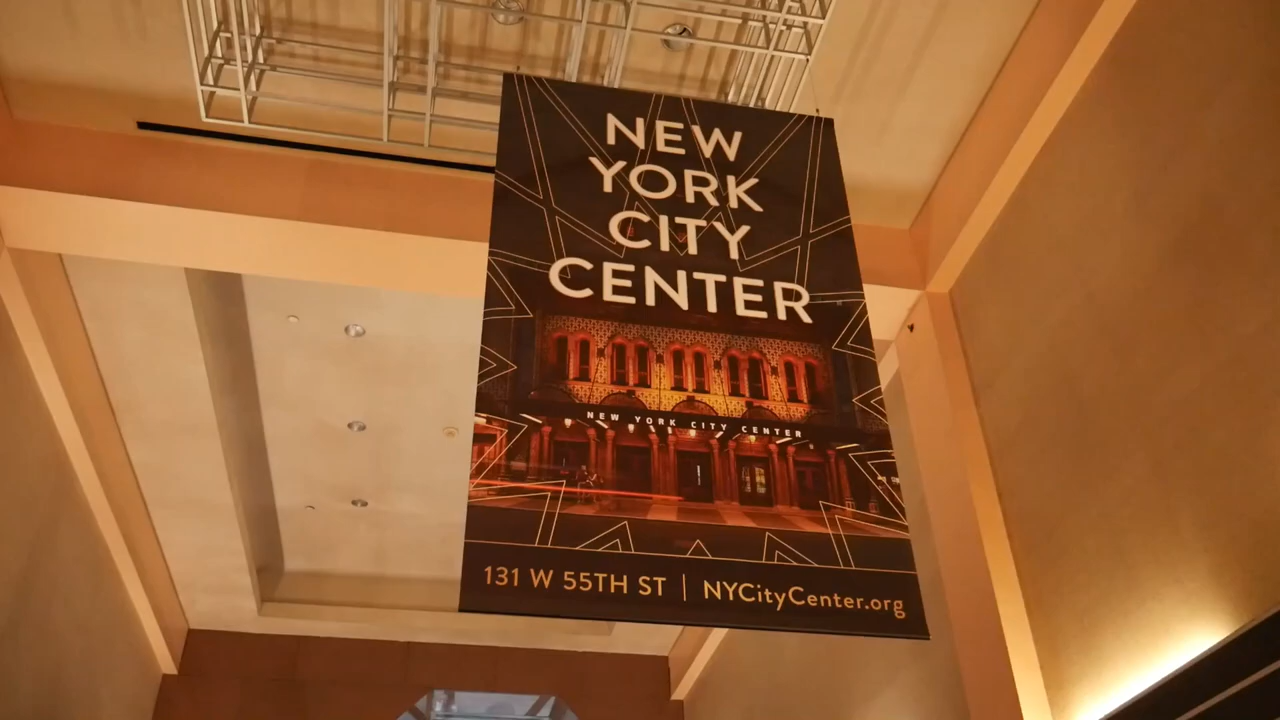 NEW
YORK
CITY
CENTER
NEW YORK CITY CENTER
131 W 55TH ST | NYCityCenter.org